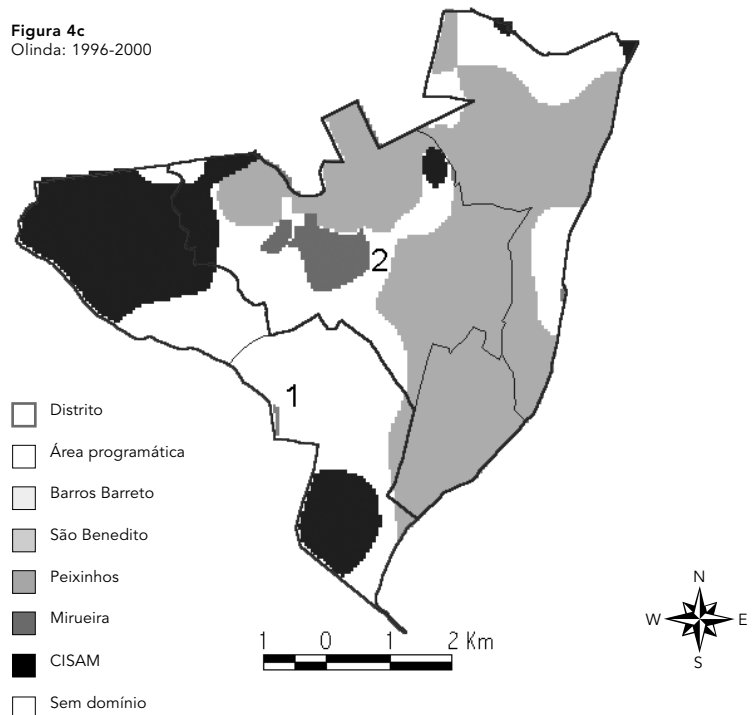 Figura 4c
Olinda: 1996-2000
2
1
Distrito
Área programática
Barros Barreto
São Benedito
Peixinhos
Mirueira
CISAM
Sem domínio
1 0 1 2 Km
N
W E
S